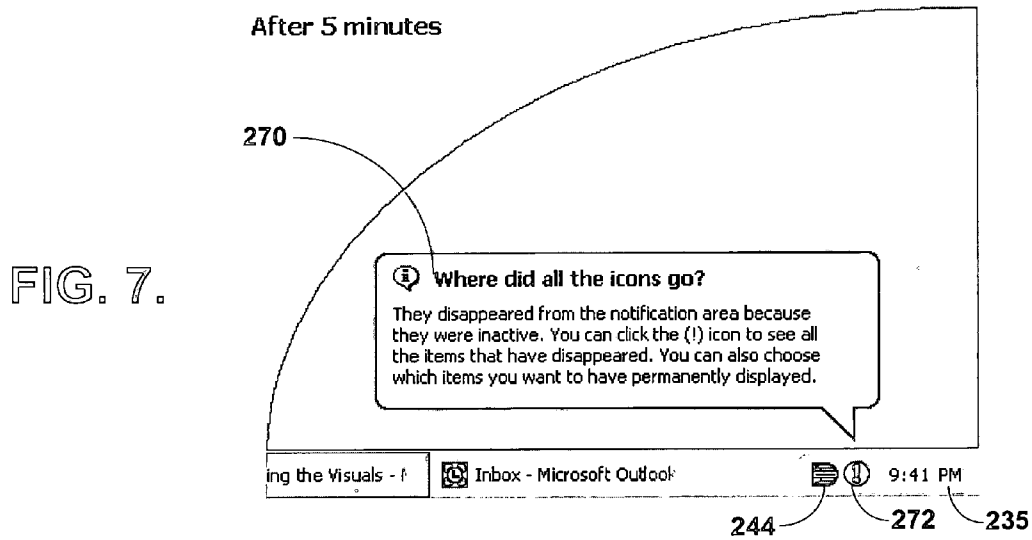 After 5 minutes
270
FIG. 7.
Where did all the icons go?
They disappeared from the notification area because
they were inactive. You can click the (!) icon to see all
the items that have disappeared. You can also choose
which items you want to have permanently displayed.
ing the Visuals -
Inbox - Microsoft Outlook
9:41 PM
244
272
235